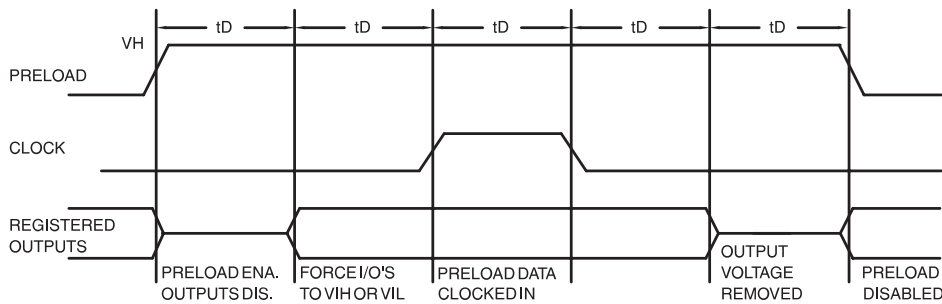 tD tD tD tD tD
VH
PRELOAD
CLOCK
REGISTERED
OUTPUTS
PRELOAD ENA.
OUTPUTS DIS.
FORCE I/O'S
TO VIH OR VIL
PRELOAD DATA
CLOCKED IN
OUTPUT
VOLTAGE
REMOVED
PRELOAD
DISABLED